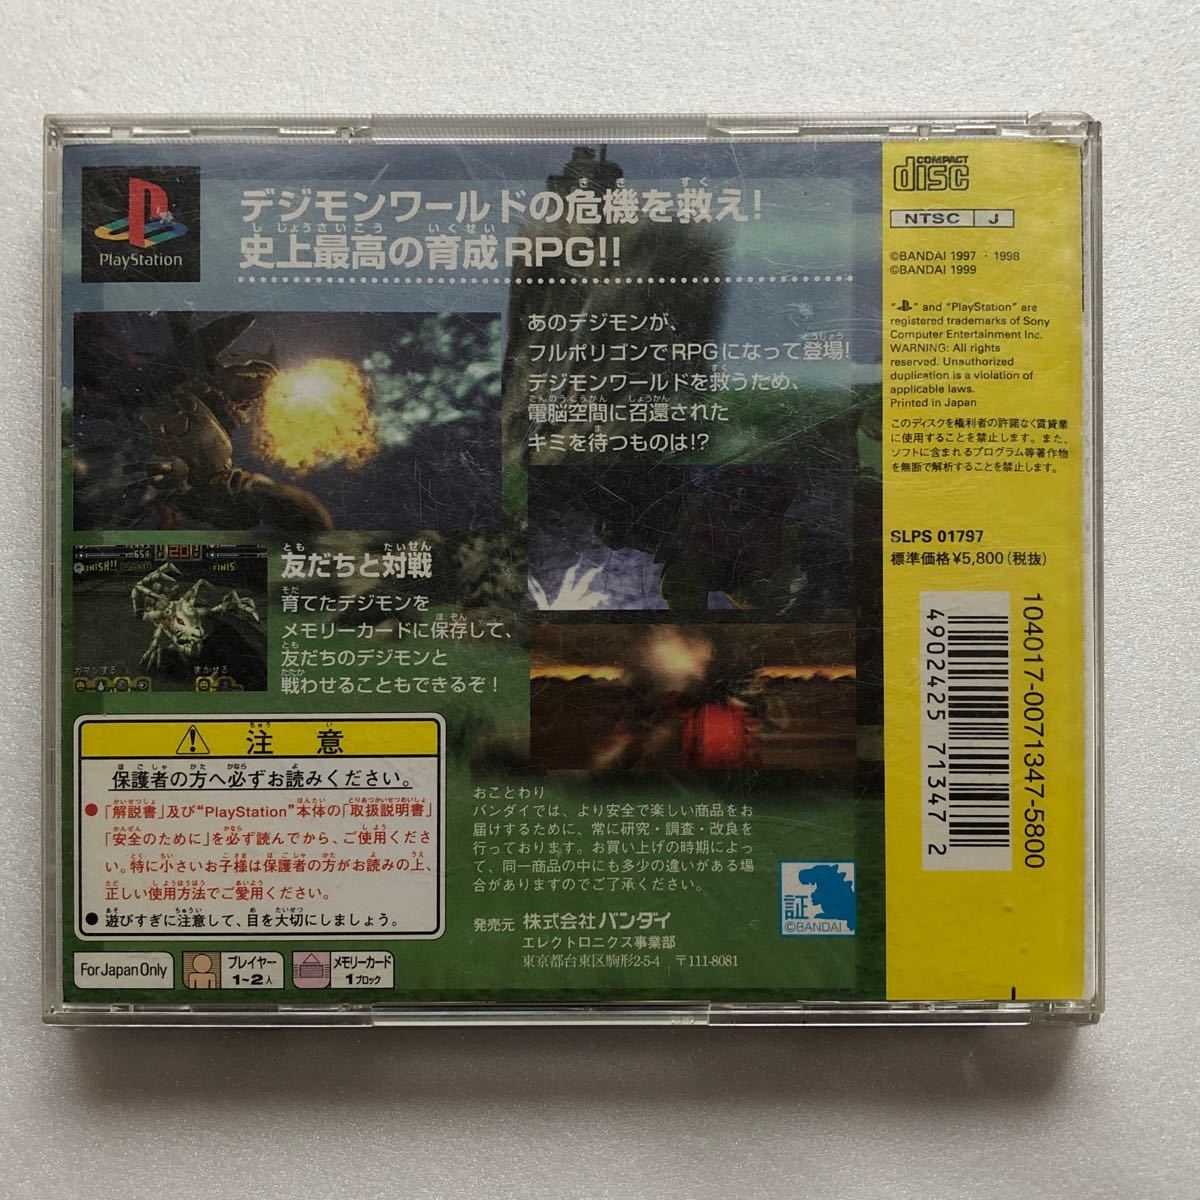 PlayStation
デジモンワールドの危機を救え!
史上最高の育成RPG!!
あのデジモンが、
フルポリゴンでRPGになって登場!
デジモンワールドを救うため、
電脳空間に召還された
キミを待つものは!?
友だちと対戦
育てたデジモンを
メモリーカードに保存して、
友だちのデジモンと
戦わせることもできるぞ!
ガマンする まかせる
注意
保護者の方へ必ずお読みください。
●「解説書」及び“PlayStation”本体の「取扱説明書」
「安全のために」を必ず読んでから、ご使用くださ
い。特に小さいお子様は保護者の方がお読みの上、
正しい使用方法でご愛用ください。
●遊びすぎに注意して、目を大切にしましょう。
For Japan Only
プレイヤー
1~2人
メモリーカード
1ブロック
おことわり
バンダイでは、より安全で楽しい商品をお
届けするために、常に研究・調査・改良を
行っております。お買い上げの時期によっ
て、同一商品の中にも多少の違いがある場
合がありますのでご了承ください。
発売元 株式会社バンダイ
エレクトロニクス事業部
東京都台東区駒形2-5-4 〒111-8081
証
©BANDAI
COMPACT
disc
NTSC J
©BANDAI 1997・1998
©BANDAI 1999
“ ” and “PlayStation” are
registered trademarks of Sony
Computer Entertainment Inc.
WARNING: All rights
reserved. Unauthorized
duplication is a violation of
applicable laws.
Printed in Japan
このディスクを権利者の許諾なく賃貸業
に使用することを禁止します。また、
ソフトに含まれるプログラム等著作物
を無断で解析することを禁止します。
SLPS 01797
標準価格¥5,800(税抜)
104017-0071347-5800
4 902425 71347 2